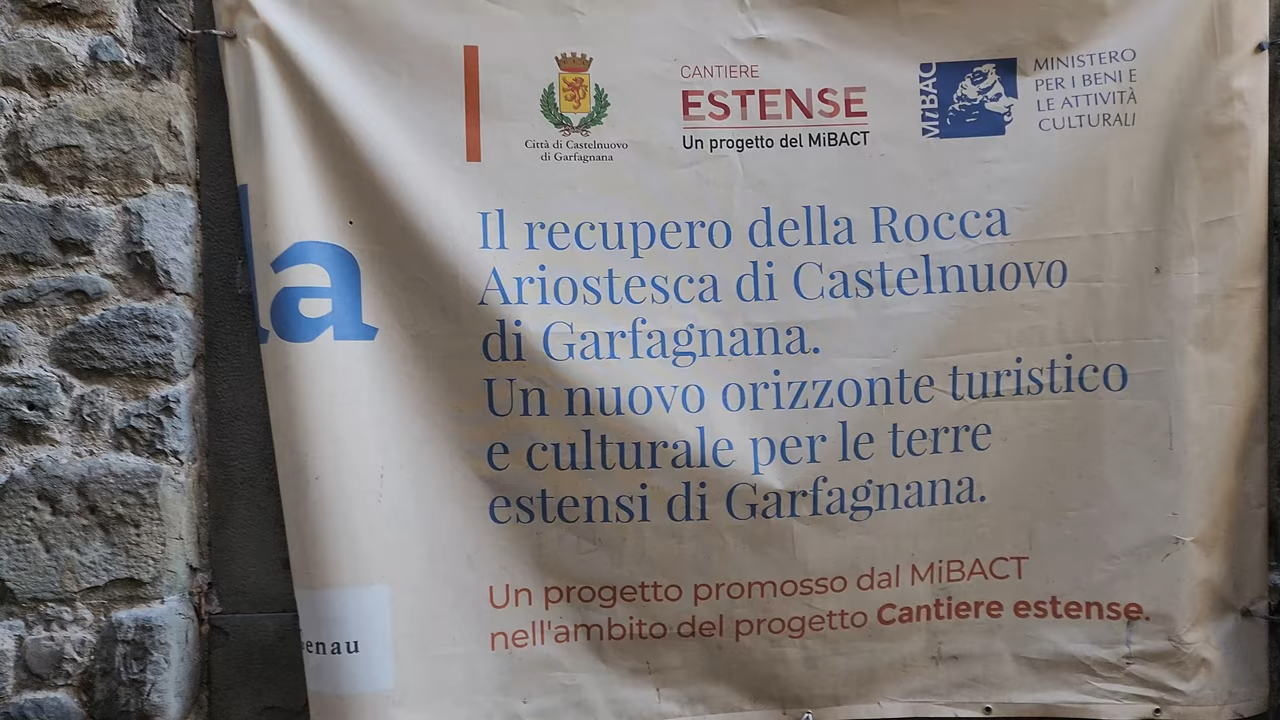 Città di Castelnuovo
di Garfagnana
CANTIERE
ESTENSE
Un progetto del MiBACT
MiBAC
MINISTERO
PER I BENI E
LE ATTIVITÀ
CULTURALI
la
Il recupero della Rocca
Ariostesca di Castelnuovo
di Garfagnana.
Un nuovo orizzonte turistico
e culturale per le terre
estensi di Garfagnana.
Un progetto promosso dal MiBACT
nell'ambito del progetto Cantiere estense.
enau